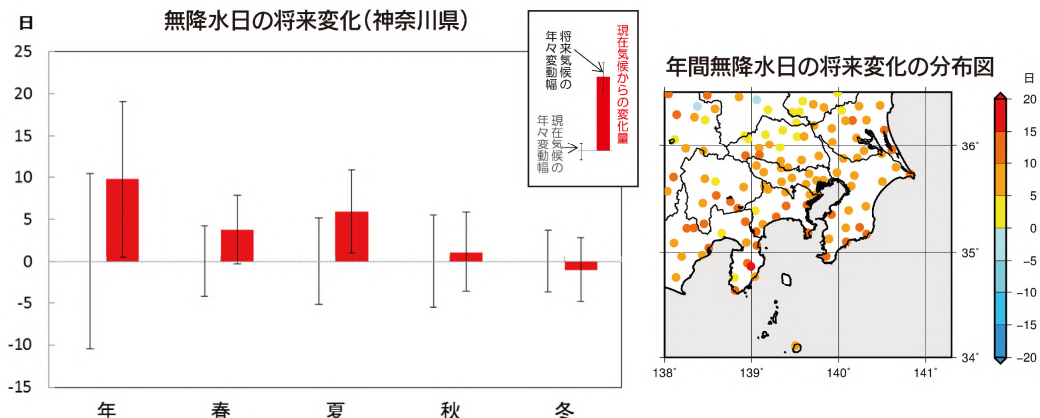 無降水日の将来変化(神奈川県)
日
25
20
15
10
5
0
-5
-10
-15
年
春
夏
秋
冬
将来気候の
年々変動幅
現在気候からの変化量
現在気候の
年々変動幅
年間無降水日の将来変化の分布図
日
20
15
10
5
0
-5
-10
-15
-20
36°
35°
34°
138°
139°
140°
141°